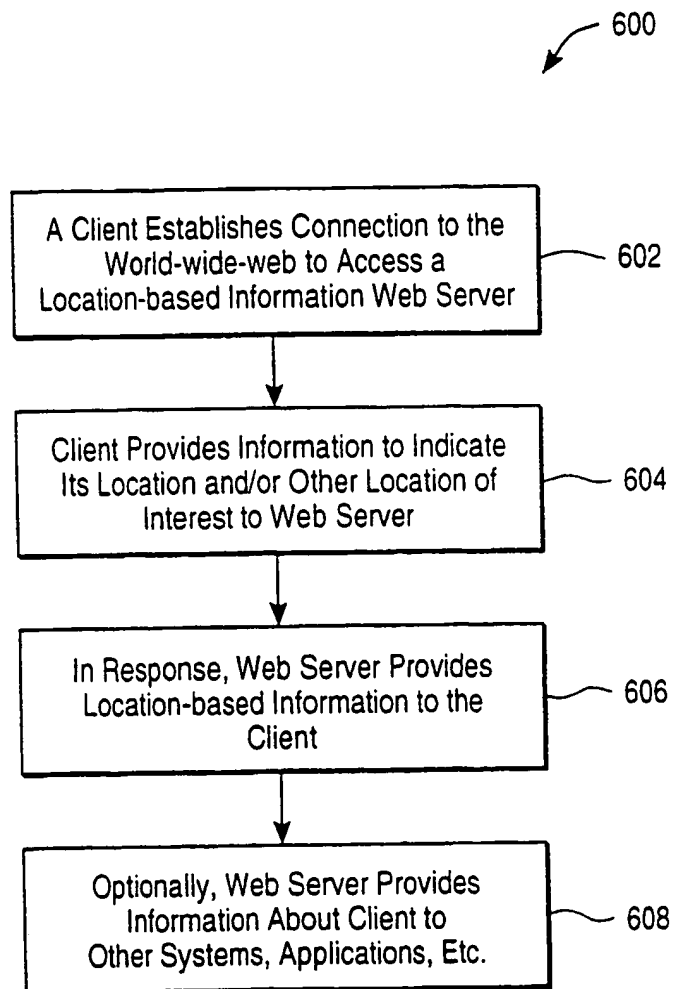 600
A Client Establishes Connection to the
World-wide-web to Access a
Location-based Information Web Server
602
Client Provides Information to Indicate
Its Location and/or Other Location of
Interest to Web Server
604
In Response, Web Server Provides
Location-based Information to the
Client
606
Optionally, Web Server Provides
Information About Client to
Other Systems, Applications, Etc.
608